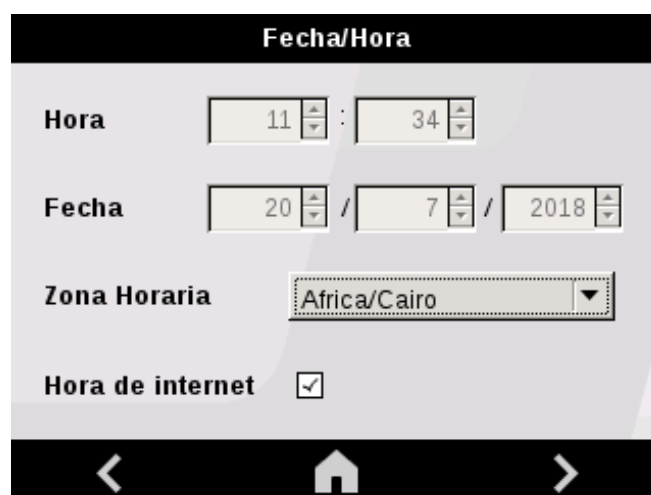 Fecha/Hora
Hora 11 : 34
Fecha 20 / 7 / 2018
Zona Horaria Africa/Cairo
Hora de internet